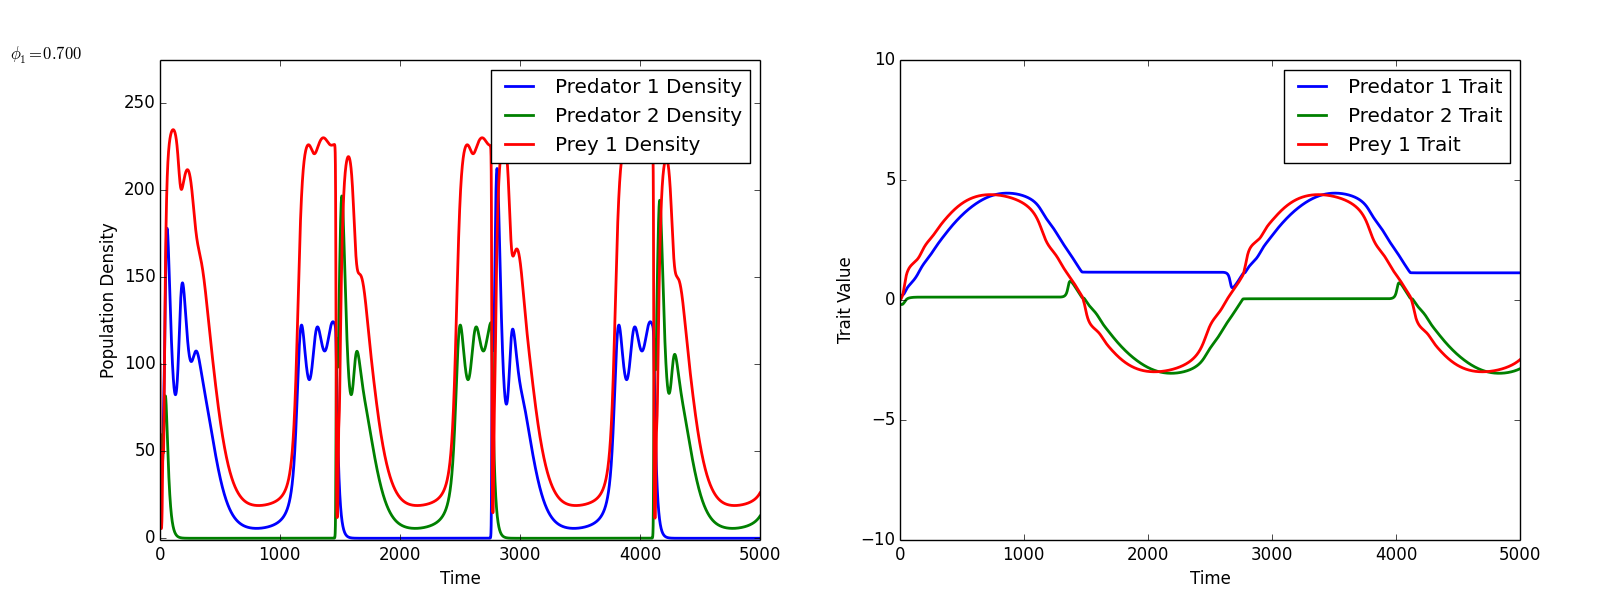 ϕ₁ = 0.700
Population Density
250
200
150
100
50
0
0 1000 2000 3000 4000 5000
Time
Predator 1 Density
Predator 2 Density
Prey 1 Density
Trait Value
10
5
0
−5
−10
0 1000 2000 3000 4000 5000
Time
Predator 1 Trait
Predator 2 Trait
Prey 1 Trait